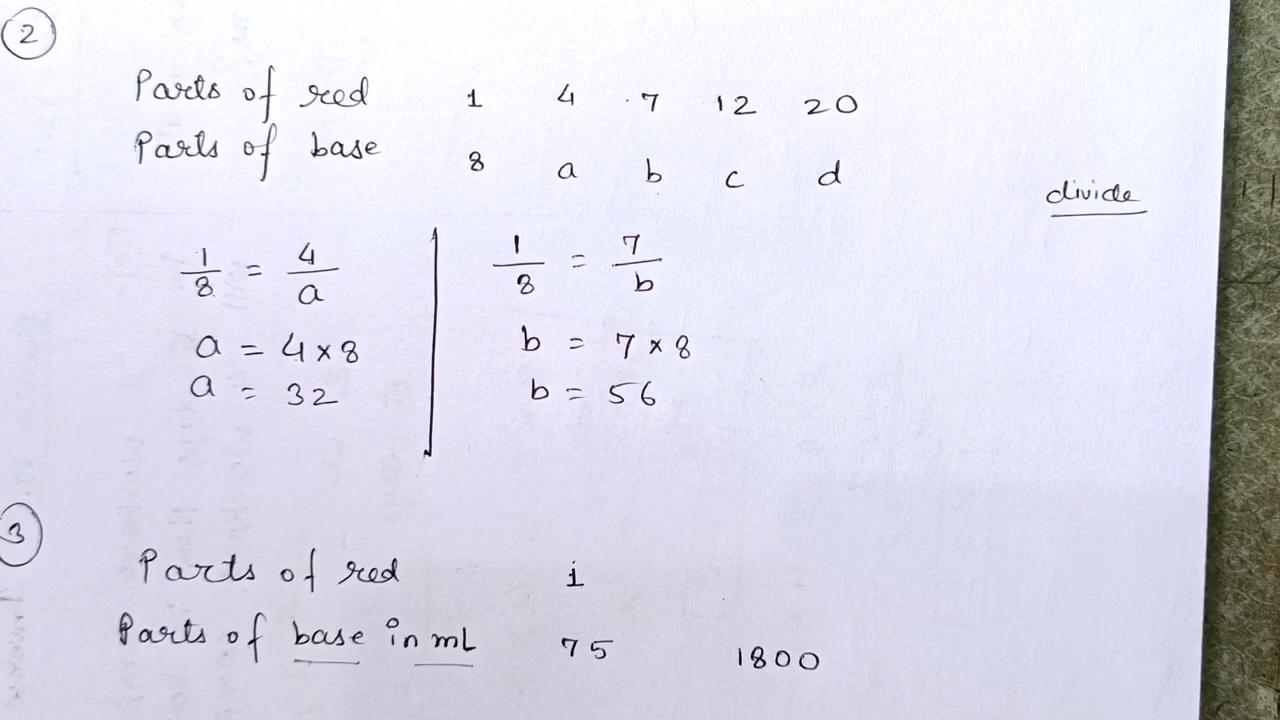 2
Parts of red 1 4 7 12 20
Parts of base 8 a b c d
divide
1/8 = 4/a
a = 4 × 8
a = 32
1/8 = 7/b
b = 7 × 8
b = 56
3
Parts of red 1
Parts of base in mL 75 1800